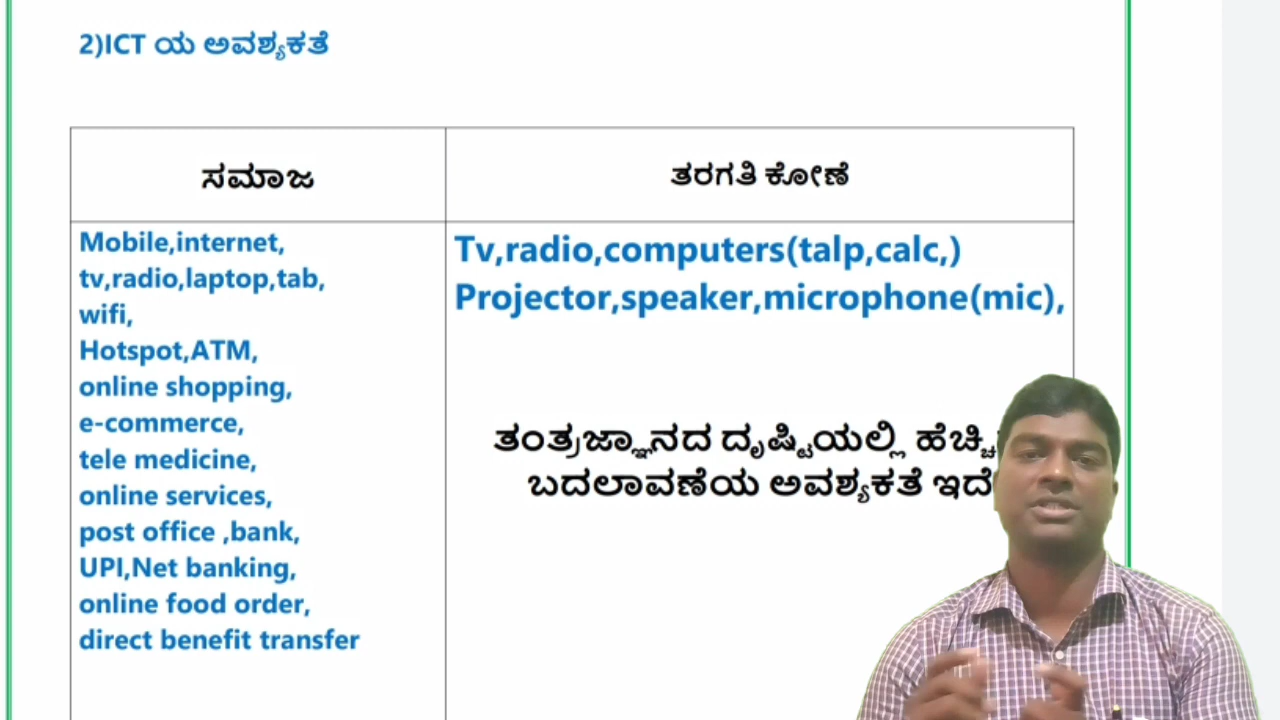 2)ICT ಯ ಅವಶ್ಯಕತೆ
ಸಮಾಜ
ತರಗತಿ ಕೋಣೆ
Mobile,internet,
tv,radio,laptop,tab,
wifi,
Hotspot,ATM,
online shopping,
e-commerce,
tele medicine,
online services,
post office ,bank,
UPI,Net banking,
online food order,
direct benefit transfer
Tv,radio,computers(talp,calc,)
Projector,speaker,microphone(mic),
ತಂತ್ರಜ್ಞಾನದ ದೃಷ್ಟಿಯಲ್ಲಿ
ಬದಲಾವಣೆಯ ಅವಶ್ಯಕತೆ ಇದೆ